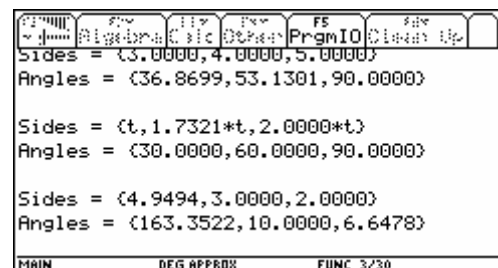 F5
Algebra Calc Other PrgmIO Clean Up
Sides = {3.0000,4.0000,5.0000}
Angles = {36.8699,53.1301,90.0000}
Sides = {t,1.7321*t,2.0000*t}
Angles = {30.0000,60.0000,90.0000}
Sides = {4.9494,3.0000,2.0000}
Angles = {163.3522,10.0000,6.6478}
MAIN DEG APPROX FUNC 3/30